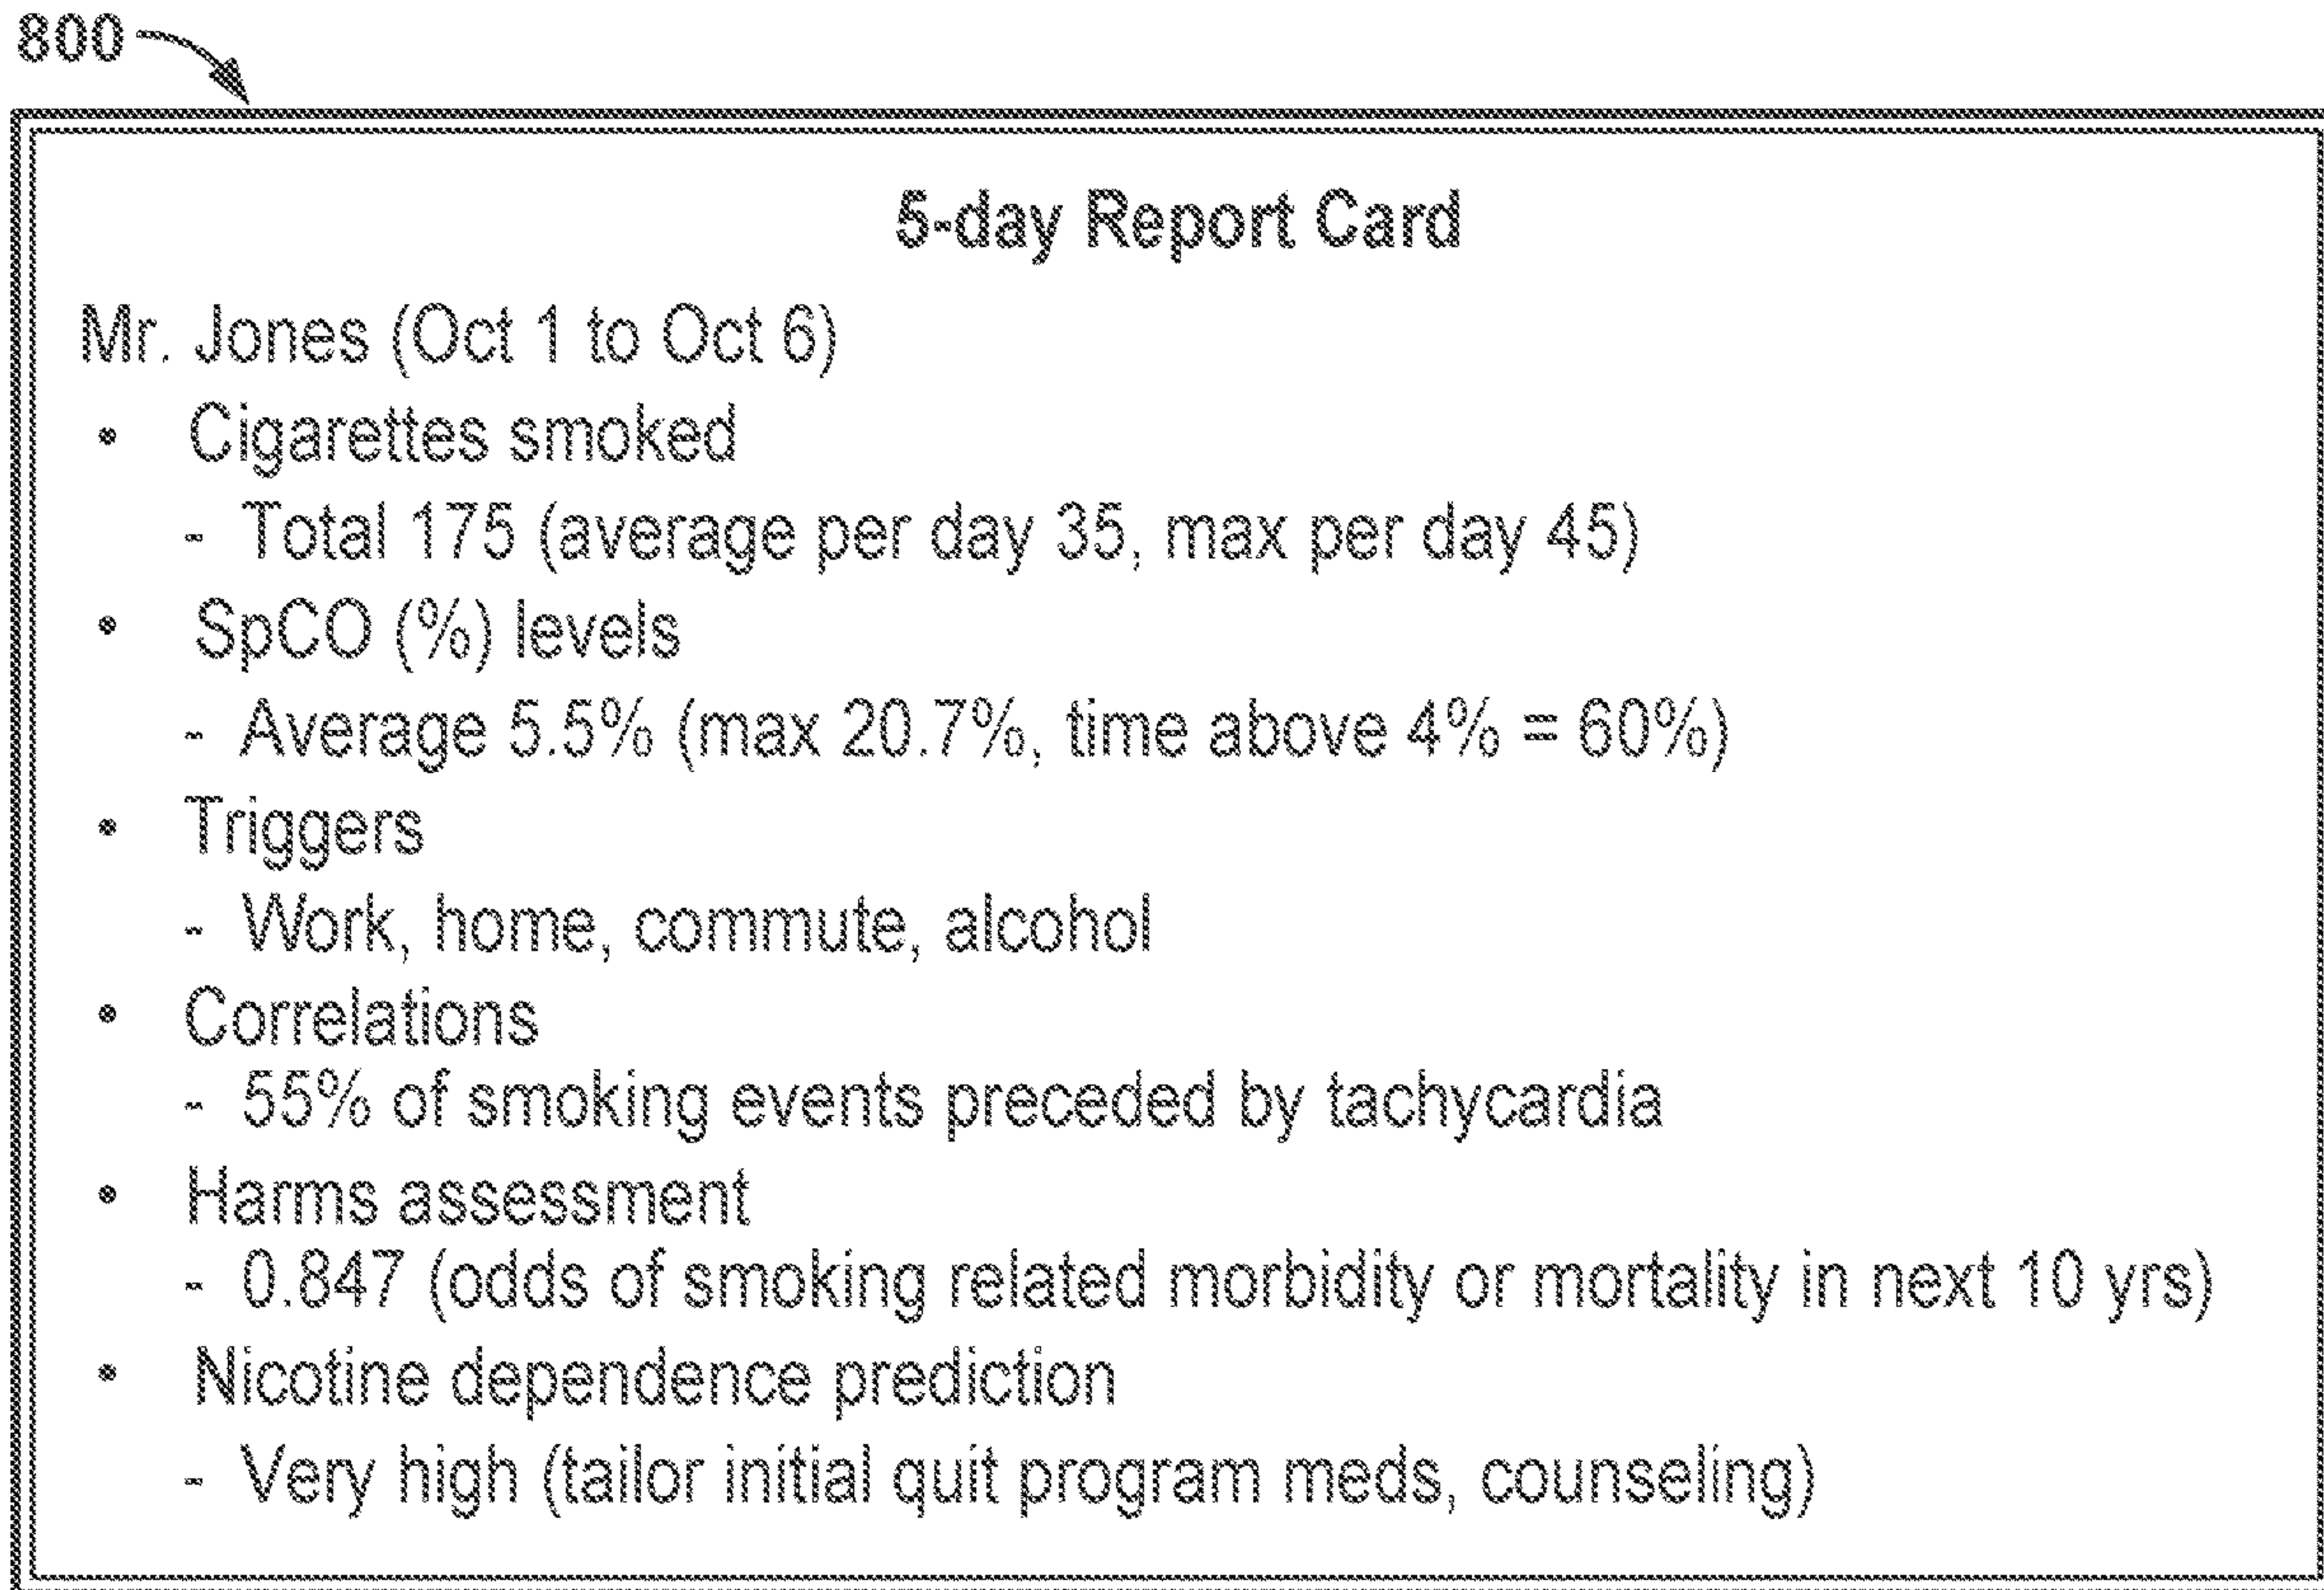 800
5-day Report Card
Mr. Jones (Oct 1 to Oct 6)
• Cigarettes smoked
- Total 175 (average per day 35, max per day 45)
• SpCO (%) levels
- Average 5.5% (max 20.7%, time above 4% = 60%)
• Triggers
- Work, home, commute, alcohol
• Correlations
- 55% of smoking events preceded by tachycardia
• Harms assessment
- 0.847 (odds of smoking related morbidity or mortality in next 10 yrs)
• Nicotine dependence prediction
- Very high (tailor initial quit program meds, counseling)